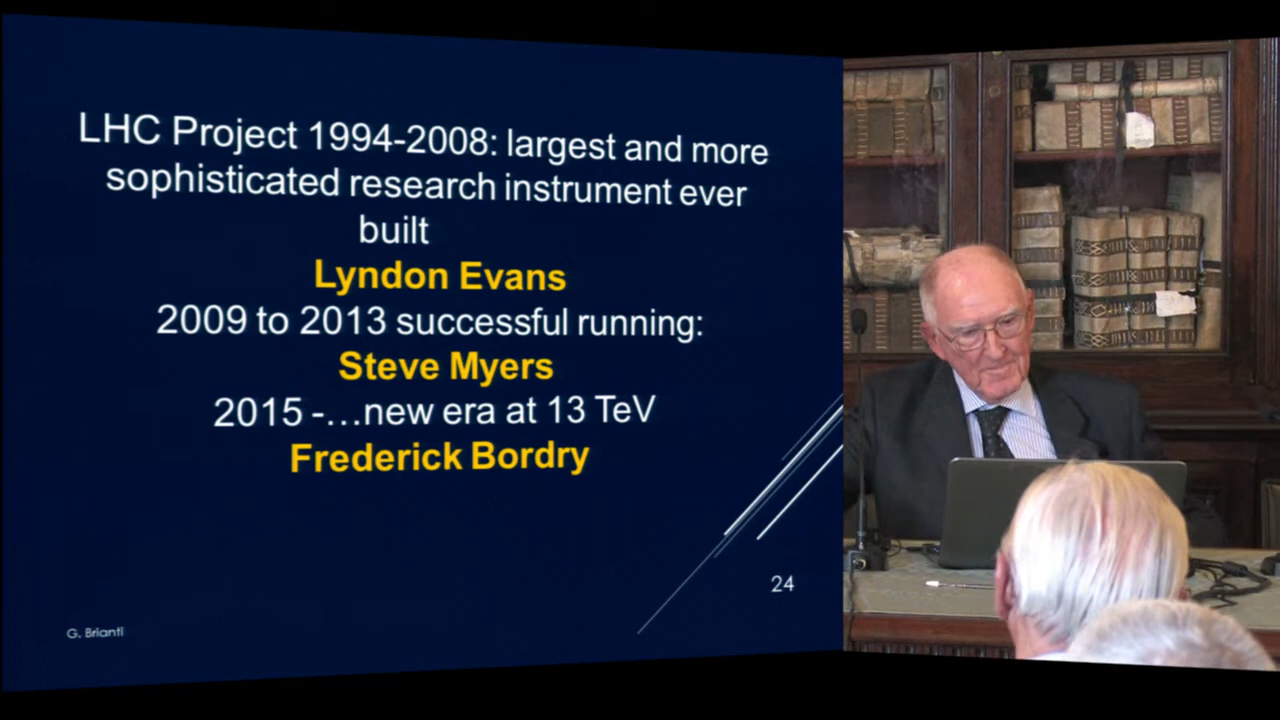 LHC Project 1994-2008: largest and more
sophisticated research instrument ever
built
Lyndon Evans
2009 to 2013 successful running:
Steve Myers
2015 -…new era at 13 TeV
Frederick Bordry
24
G. Brianti